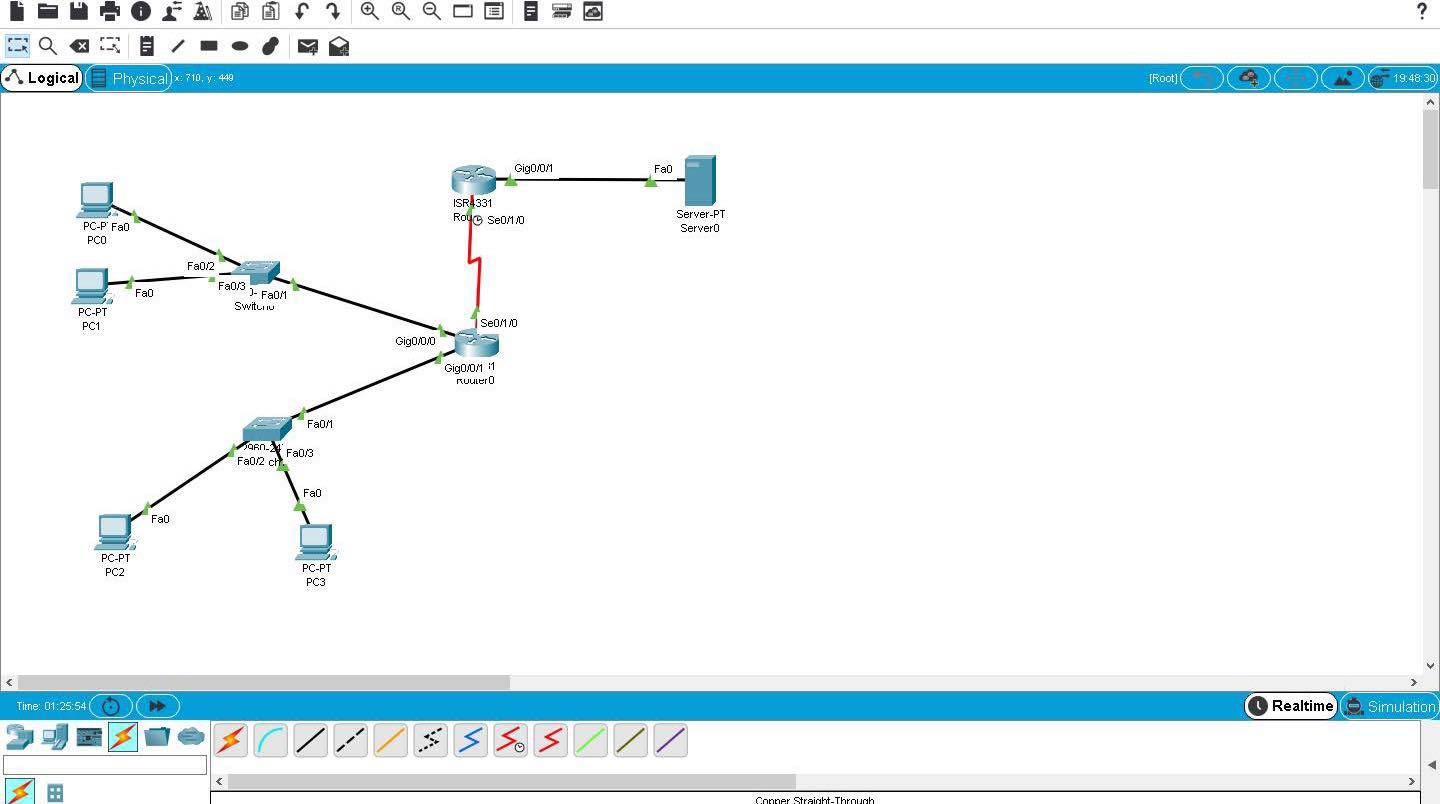 Logical
Physical
x: 710, y: 449
[Root]
19:48:30
Gig0/0/1
Fa0
ISR4331
Se0/1/0
Server-PT
Server0
Fa0
PC0
Fa0/2
Fa0/3
Fa0/1
Fa0
PC-PT
PC1
Se0/1/0
Gig0/0/0
Gig0/0/1
Router0
Fa0/1
Fa0/3
Fa0/2
Fa0
Fa0
PC-PT
PC2
PC-PT
PC3
Time: 01:25:54
Realtime
Simulation
Copper Straight-Through